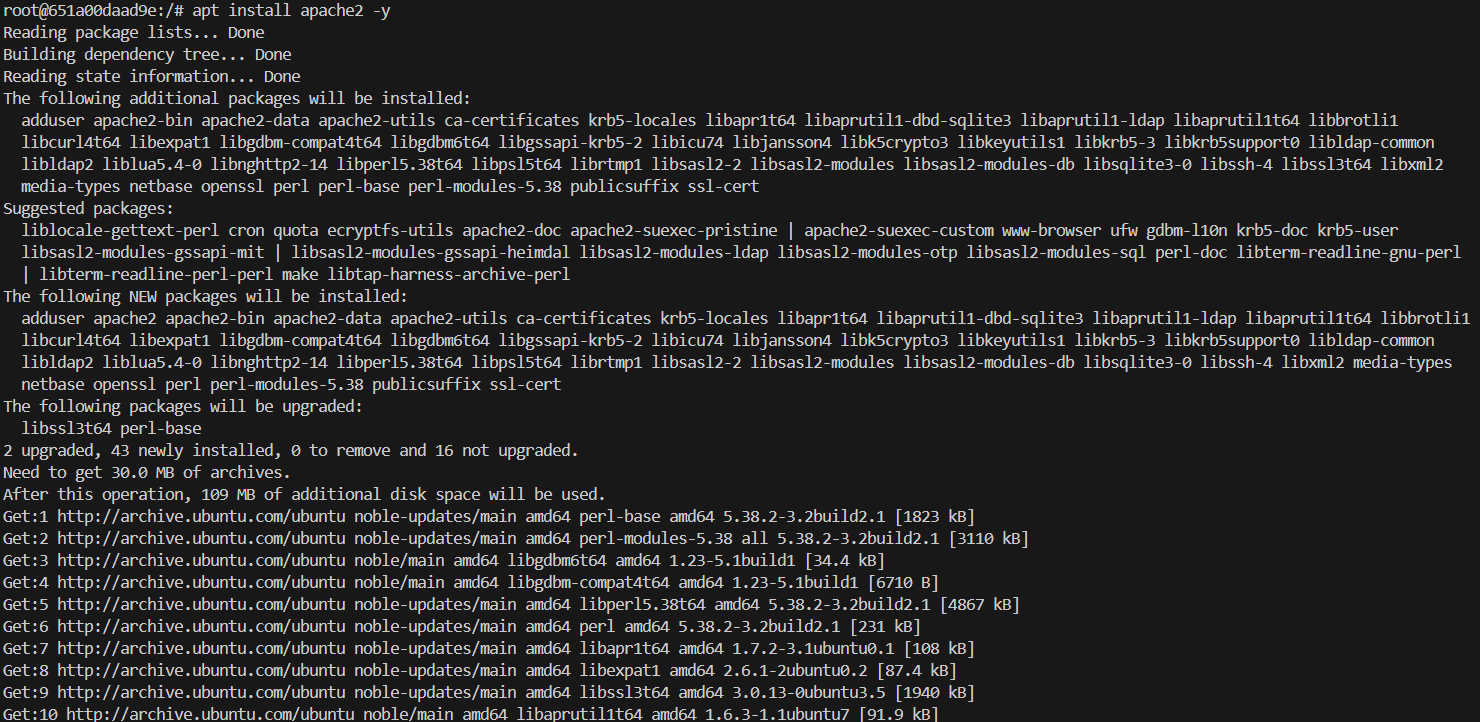 root@651a00daad9e:/# apt install apache2 -y
Reading package lists... Done
Building dependency tree... Done
Reading state information... Done
The following additional packages will be installed:
  adduser apache2-bin apache2-data apache2-utils ca-certificates krb5-locales libapr1t64 libaprutil1-dbd-sqlite3 libaprutil1-ldap libaprutil1t64 libbrotli1
  libcurl4t64 libexpat1 libgdbm-compat4t64 libgdbm6t64 libgssapi-krb5-2 libicu74 libjansson4 libk5crypto3 libkeyutils1 libkrb5-3 libkrb5support0 libldap-common
  libldap2 liblua5.4-0 libnghttp2-14 libperl5.38t64 libpsl5t64 librtmp1 libsasl2-2 libsasl2-modules libsasl2-modules-db libsqlite3-0 libssh-4 libssl3t64 libxml2
  media-types netbase openssl perl perl-base perl-modules-5.38 publicsuffix ssl-cert
Suggested packages:
  liblocale-gettext-perl cron quota ecryptfs-utils apache2-doc apache2-suexec-pristine | apache2-suexec-custom www-browser ufw gdbm-l10n krb5-doc krb5-user
  libsasl2-modules-gssapi-mit | libsasl2-modules-gssapi-heimdal libsasl2-modules-ldap libsasl2-modules-otp libsasl2-modules-sql perl-doc libterm-readline-gnu-perl
  | libterm-readline-perl-perl make libtap-harness-archive-perl
The following NEW packages will be installed:
  adduser apache2 apache2-bin apache2-data apache2-utils ca-certificates krb5-locales libapr1t64 libaprutil1-dbd-sqlite3 libaprutil1-ldap libaprutil1t64 libbrotli1
  libcurl4t64 libexpat1 libgdbm-compat4t64 libgdbm6t64 libgssapi-krb5-2 libicu74 libjansson4 libk5crypto3 libkeyutils1 libkrb5-3 libkrb5support0 libldap-common
  libldap2 liblua5.4-0 libnghttp2-14 libperl5.38t64 libpsl5t64 librtmp1 libsasl2-2 libsasl2-modules libsasl2-modules-db libsqlite3-0 libssh-4 libxml2 media-types
  netbase openssl perl perl-modules-5.38 publicsuffix ssl-cert
The following packages will be upgraded:
  libssl3t64 perl-base
2 upgraded, 43 newly installed, 0 to remove and 16 not upgraded.
Need to get 30.0 MB of archives.
After this operation, 109 MB of additional disk space will be used.
Get:1 http://archive.ubuntu.com/ubuntu noble-updates/main amd64 perl-base amd64 5.38.2-3.2build2.1 [1823 kB]
Get:2 http://archive.ubuntu.com/ubuntu noble-updates/main amd64 perl-modules-5.38 all 5.38.2-3.2build2.1 [3110 kB]
Get:3 http://archive.ubuntu.com/ubuntu noble/main amd64 libgdbm6t64 amd64 1.23-5.1build1 [34.4 kB]
Get:4 http://archive.ubuntu.com/ubuntu noble/main amd64 libgdbm-compat4t64 amd64 1.23-5.1build1 [6710 B]
Get:5 http://archive.ubuntu.com/ubuntu noble-updates/main amd64 libperl5.38t64 amd64 5.38.2-3.2build2.1 [4867 kB]
Get:6 http://archive.ubuntu.com/ubuntu noble-updates/main amd64 perl amd64 5.38.2-3.2build2.1 [231 kB]
Get:7 http://archive.ubuntu.com/ubuntu noble-updates/main amd64 libapr1t64 amd64 1.7.2-3.1ubuntu0.1 [108 kB]
Get:8 http://archive.ubuntu.com/ubuntu noble-updates/main amd64 libexpat1 amd64 2.6.1-2ubuntu0.2 [87.4 kB]
Get:9 http://archive.ubuntu.com/ubuntu noble-updates/main amd64 libssl3t64 amd64 3.0.13-0ubuntu3.5 [1940 kB]
Get:10 http://archive.ubuntu.com/ubuntu noble/main amd64 libaprutil1t64 amd64 1.6.3-1.1ubuntu7 [91.9 kB]